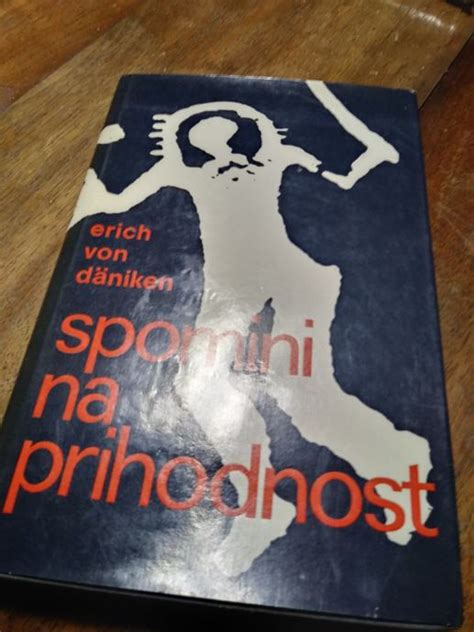 erich
von
däniken
spomini
na
prihodnost